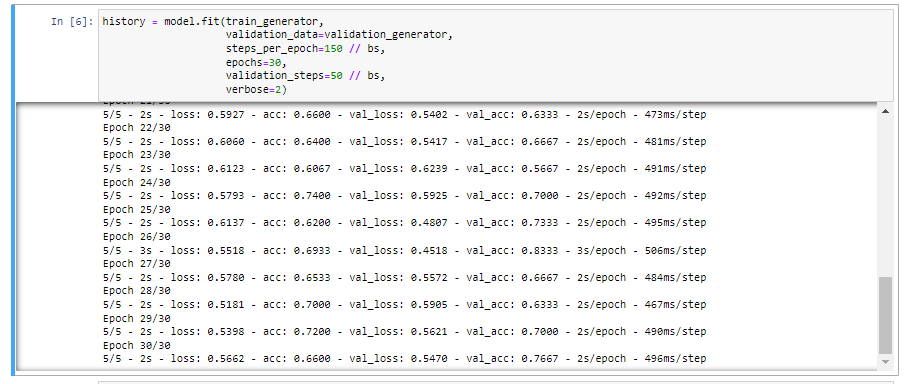 In [6]: history = model.fit(train_generator,
validation_data=validation_generator,
steps_per_epoch=150 // bs,
epochs=30,
validation_steps=50 // bs,
verbose=2)
Epoch 21/30
5/5 - 2s - loss: 0.5927 - acc: 0.6600 - val_loss: 0.5402 - val_acc: 0.6333 - 2s/epoch - 473ms/step
Epoch 22/30
5/5 - 2s - loss: 0.6060 - acc: 0.6400 - val_loss: 0.5417 - val_acc: 0.6667 - 2s/epoch - 481ms/step
Epoch 23/30
5/5 - 2s - loss: 0.6123 - acc: 0.6067 - val_loss: 0.6239 - val_acc: 0.5667 - 2s/epoch - 491ms/step
Epoch 24/30
5/5 - 2s - loss: 0.5793 - acc: 0.7400 - val_loss: 0.5925 - val_acc: 0.7000 - 2s/epoch - 492ms/step
Epoch 25/30
5/5 - 2s - loss: 0.6137 - acc: 0.6200 - val_loss: 0.4807 - val_acc: 0.7333 - 2s/epoch - 495ms/step
Epoch 26/30
5/5 - 3s - loss: 0.5518 - acc: 0.6933 - val_loss: 0.4518 - val_acc: 0.8333 - 3s/epoch - 506ms/step
Epoch 27/30
5/5 - 2s - loss: 0.5780 - acc: 0.6533 - val_loss: 0.5572 - val_acc: 0.6667 - 2s/epoch - 484ms/step
Epoch 28/30
5/5 - 2s - loss: 0.5181 - acc: 0.7000 - val_loss: 0.5905 - val_acc: 0.6333 - 2s/epoch - 467ms/step
Epoch 29/30
5/5 - 2s - loss: 0.5398 - acc: 0.7200 - val_loss: 0.5621 - val_acc: 0.7000 - 2s/epoch - 490ms/step
Epoch 30/30
5/5 - 2s - loss: 0.5662 - acc: 0.6600 - val_loss: 0.5470 - val_acc: 0.7667 - 2s/epoch - 496ms/step